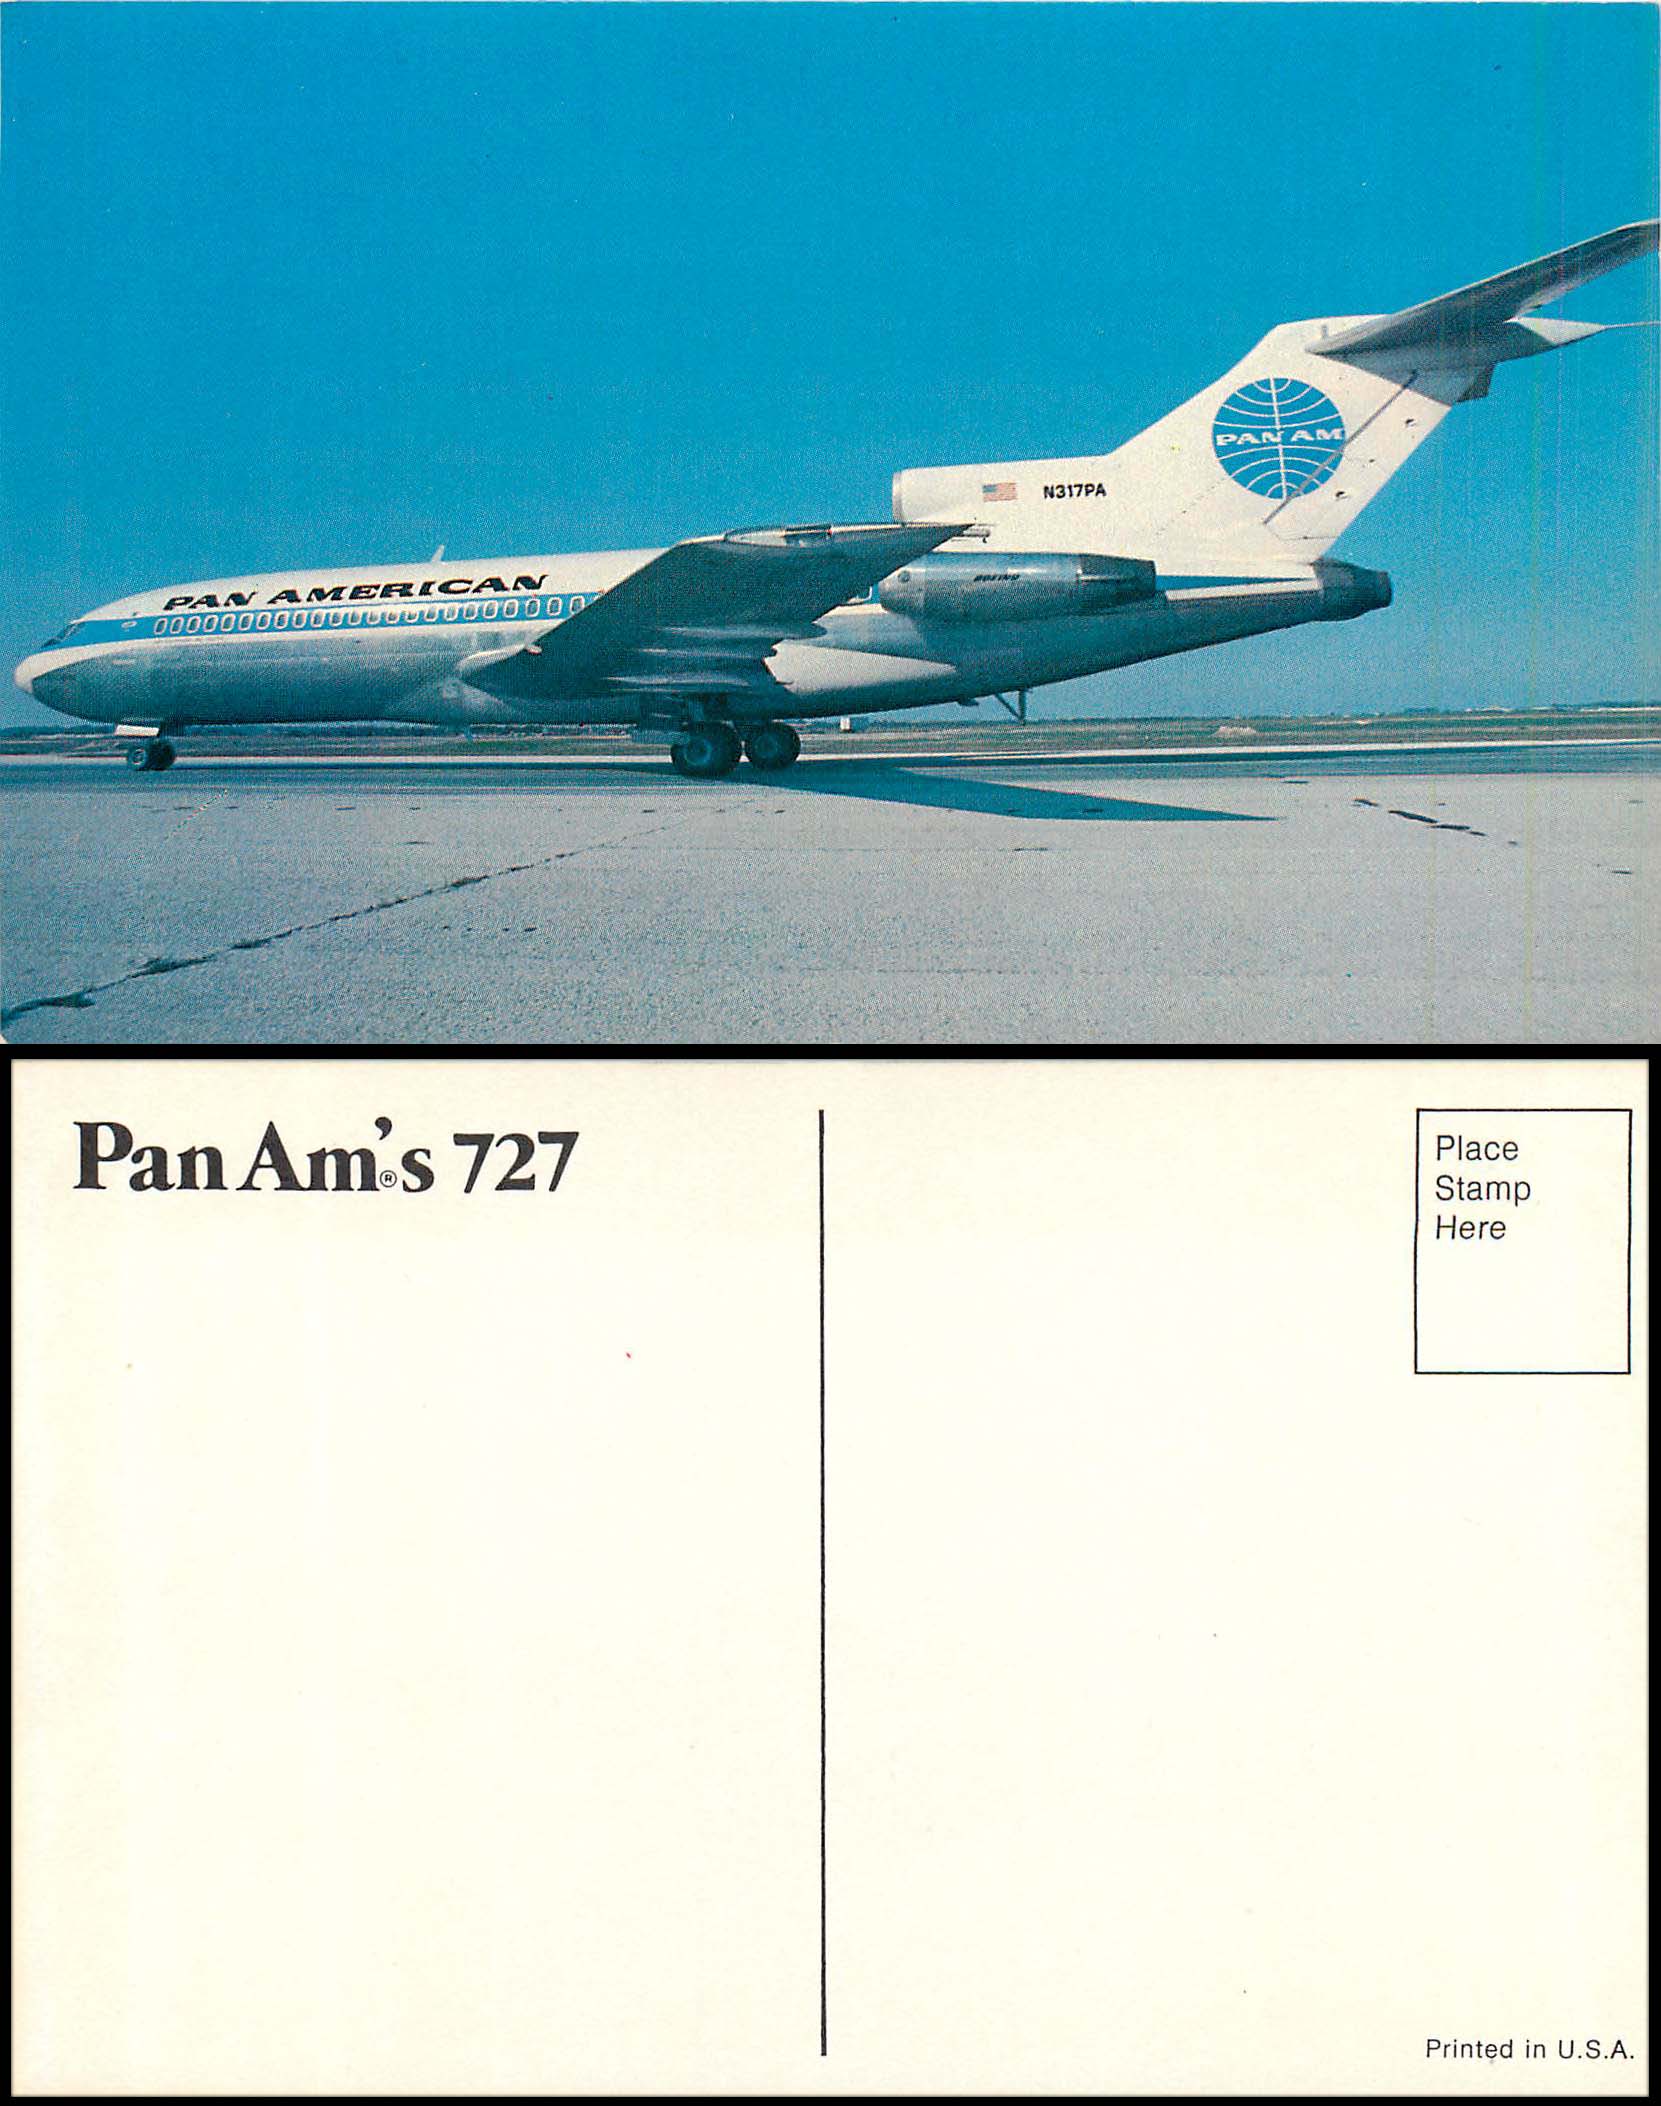 PAN AM
N317PA
BOEING
PAN AMERICAN
Pan Am®'s 727
Place
Stamp
Here
Printed in U.S.A.